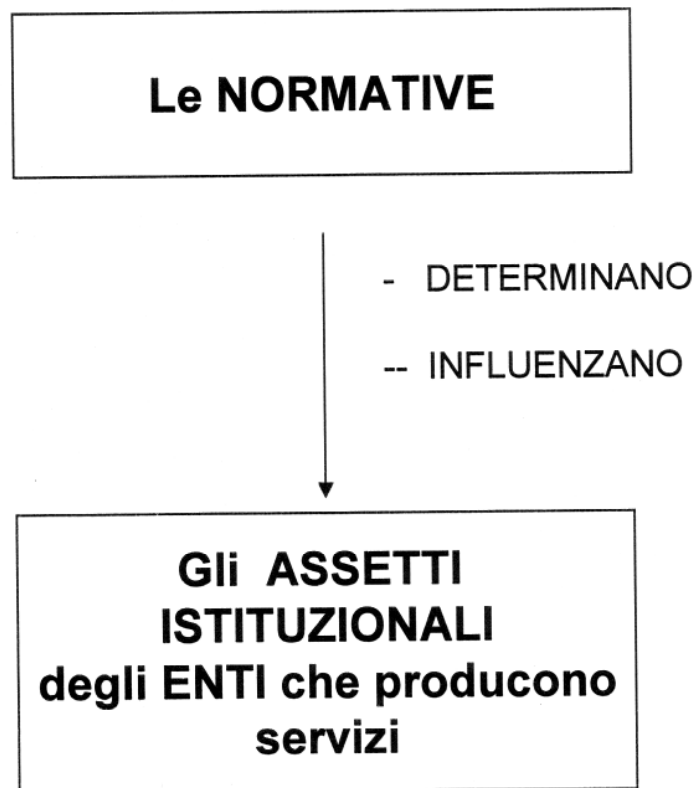 Le NORMATIVE
- DETERMINANO
-- INFLUENZANO
Gli ASSETTI
ISTITUZIONALI
degli ENTI che producono
servizi